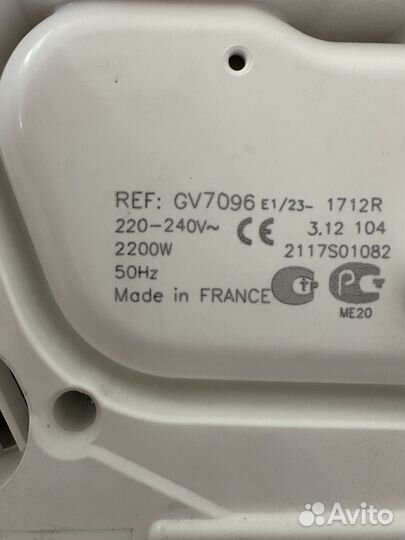 REF: GV7096 E1/23- 1712R
220-240V~ CE 3.12 104
2200W 2117S01082
50Hz
Made in FRANCE
ME20
Avito